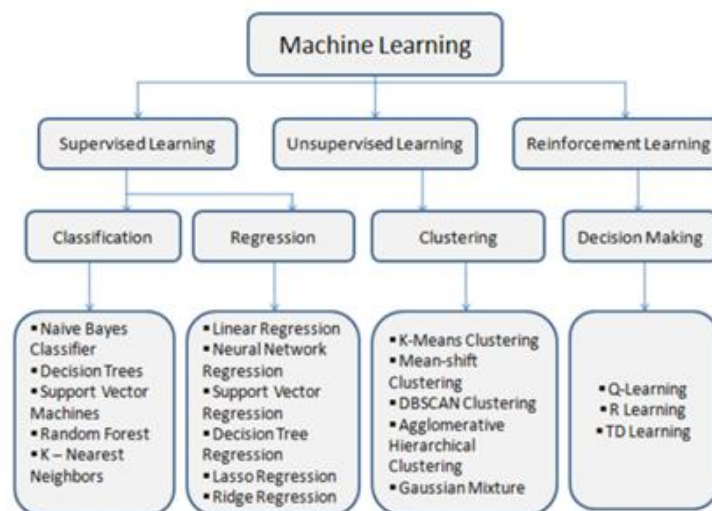 Machine Learning
Supervised Learning
Unsupervised Learning
Reinforcement Learning
Classification
Regression
Clustering
Decision Making
▪ Naive Bayes
Classifier
▪ Decision Trees
▪ Support Vector
Machines
▪ Random Forest
▪ K – Nearest
Neighbors
▪ Linear Regression
▪ Neural Network
Regression
▪ Support Vector
Regression
▪ Decision Tree
Regression
▪ Lasso Regression
▪ Ridge Regression
▪ K-Means Clustering
▪ Mean-shift
Clustering
▪ DBSCAN Clustering
▪ Agglomerative
Hierarchical
Clustering
▪ Gaussian Mixture
▪ Q-Learning
▪ R Learning
▪ TD Learning